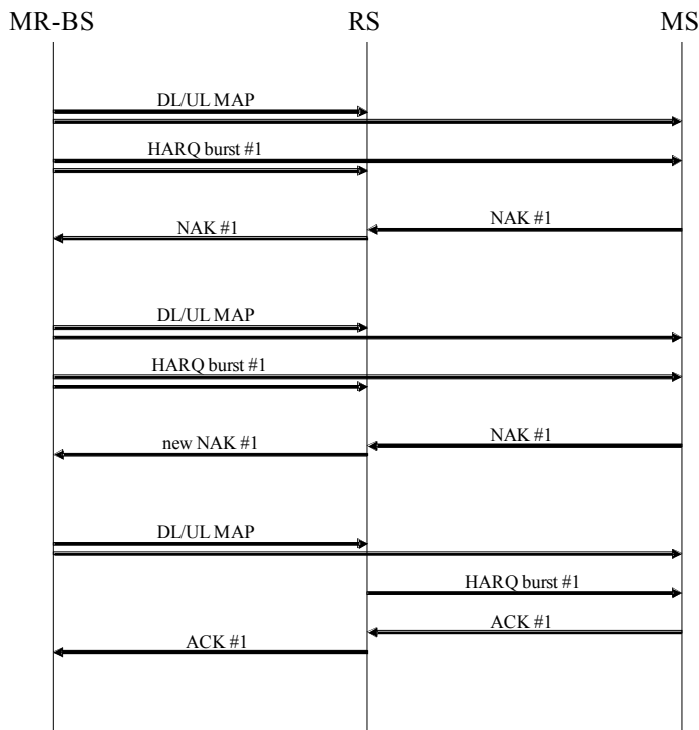 MR-BS RS MS
DL/UL MAP
HARQ burst #1
NAK #1
NAK #1
DL/UL MAP
HARQ burst #1
NAK #1
new NAK #1
DL/UL MAP
HARQ burst #1
ACK #1
ACK #1